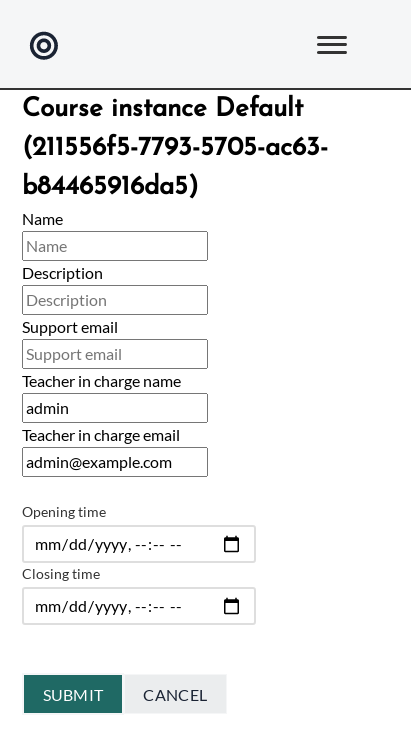 Course instance Default
(211556f5-7793-5705-ac63-
b84465916da5)
Name
Name
Description
Description
Support email
Support email
Teacher in charge name
admin
Teacher in charge email
admin@example.com
Opening time
mm/dd/yyyy, --:-- --
Closing time
mm/dd/yyyy, --:-- --
SUBMIT CANCEL